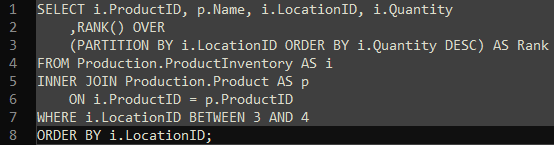 1 SELECT i.ProductID, p.Name, i.LocationID, i.Quantity
2 ,RANK() OVER
3 (PARTITION BY i.LocationID ORDER BY i.Quantity DESC) AS Rank
4 FROM Production.ProductInventory AS i
5 INNER JOIN Production.Product AS p
6 ON i.ProductID = p.ProductID
7 WHERE i.LocationID BETWEEN 3 AND 4
8 ORDER BY i.LocationID;